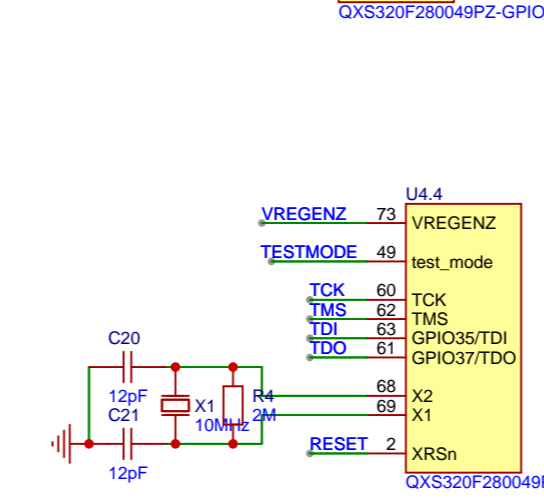 QXS320F280049PZ-GPIO
U4.4
VREGENZ 73 VREGENZ
TESTMODE 49 test_mode
TCK 60 TCK
TMS 62 TMS
TDI 63 GPIO35/TDI
TDO 61 GPIO37/TDO
C20
12pF
68 X2
R4
X1
2M
69 X1
C21
10MHz
RESET 2 XRSn
12pF
QXS320F280049P